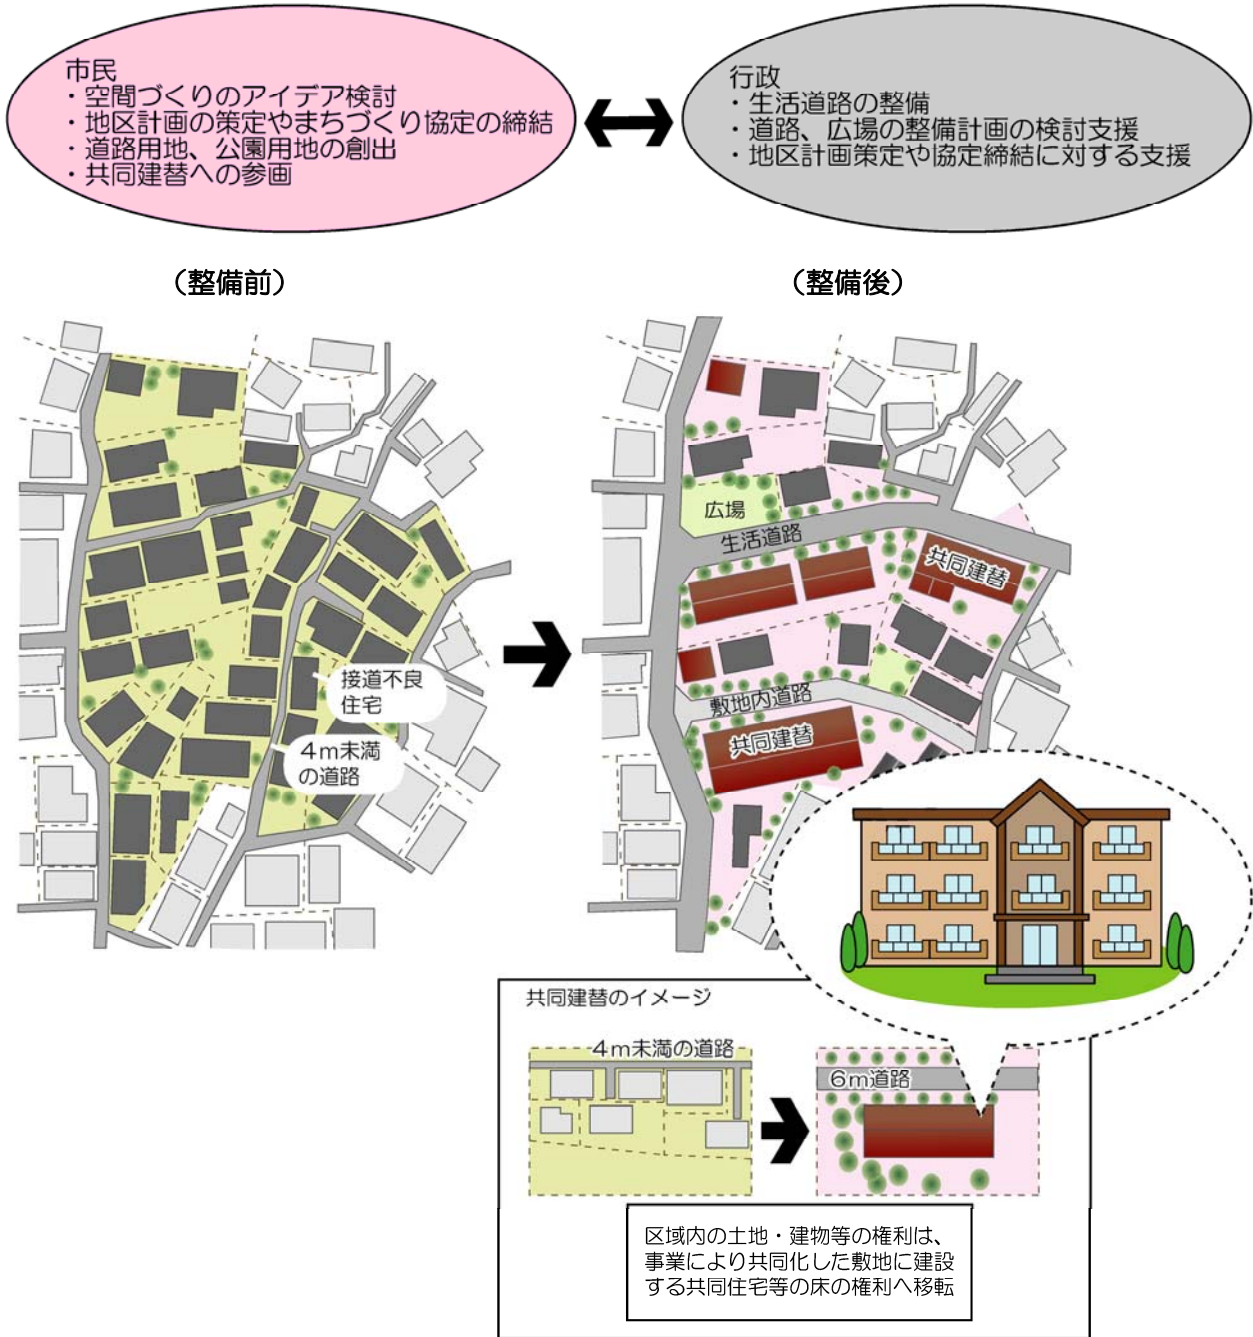 市民
・空間づくりのアイデア検討
・地区計画の策定やまちづくり協定の締結
・道路用地、公園用地の創出
・共同建替への参画
行政
・生活道路の整備
・道路、広場の整備計画の検討支援
・地区計画策定や協定締結に対する支援
（整備前）
（整備後）
接道不良
住宅
4m未満
の道路
広場
生活道路
共同建替
敷地内道路
共同建替
共同建替のイメージ
4m未満の道路
6m道路
区域内の土地・建物等の権利は、
事業により共同化した敷地に建設
する共同住宅等の床の権利へ移転